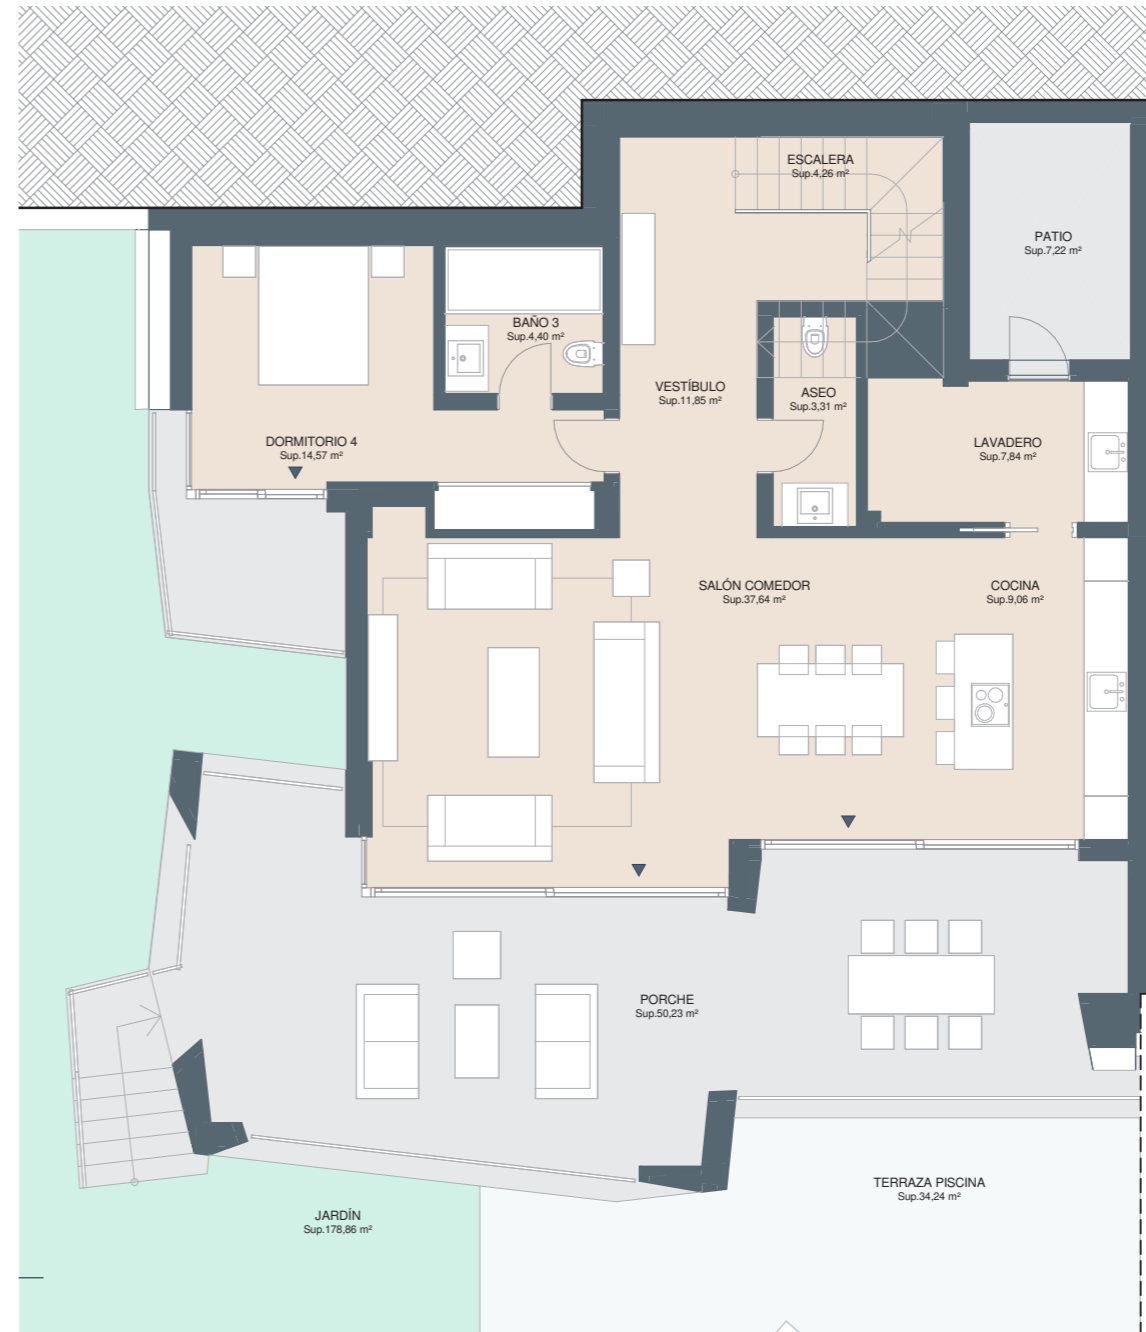 ESCALERA
Sup.4,26 m²
PATIO
Sup.7,22 m²
BAÑO 3
Sup.4,40 m²
VESTÍBULO
Sup.11,85 m²
ASEO
Sup.3,31 m²
DORMITORIO 4
Sup.14,57 m²
LAVADERO
Sup.7,84 m²
SALÓN COMEDOR
Sup.37,64 m²
COCINA
Sup.9,06 m²
PORCHE
Sup.50,23 m²
TERRAZA PISCINA
Sup.34,24 m²
JARDÍN
Sup.178,86 m²